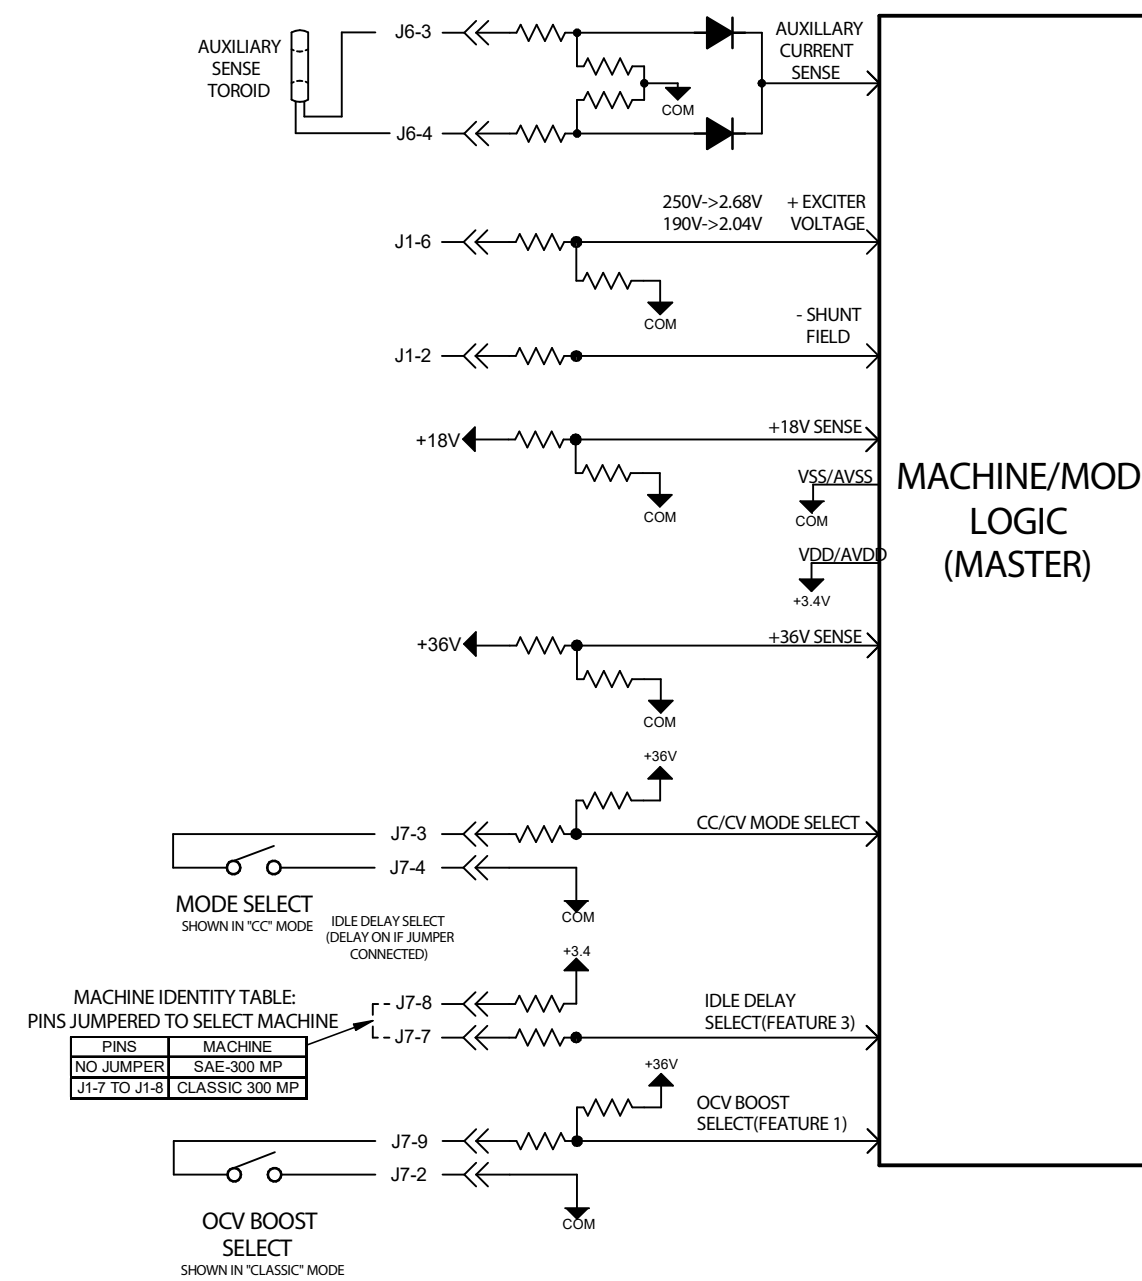 AUXILIARY
SENSE
TOROID
J6-3
J6-4
COM
AUXILLARY
CURRENT
SENSE
J1-6
250V->2.68V
190V->2.04V
+ EXCITER
VOLTAGE
COM
J1-2
- SHUNT
FIELD
+18V
+18V SENSE
COM
VSS/AVSS
COM
VDD/AVDD
+3.4V
MACHINE/MOD
LOGIC
(MASTER)
+36V
+36V SENSE
COM
+36V
J7-3
J7-4
CC/CV MODE SELECT
COM
MODE SELECT
SHOWN IN "CC" MODE
IDLE DELAY SELECT
(DELAY ON IF JUMPER
CONNECTED)
+3.4
MACHINE IDENTITY TABLE:
PINS JUMPERED TO SELECT MACHINE
PINS MACHINE
NO JUMPER SAE-300 MP
J1-7 TO J1-8 CLASSIC 300 MP
J7-8
J7-7
IDLE DELAY
SELECT(FEATURE 3)
+36V
J7-9
J7-2
OCV BOOST
SELECT(FEATURE 1)
COM
OCV BOOST
SELECT
SHOWN IN "CLASSIC" MODE